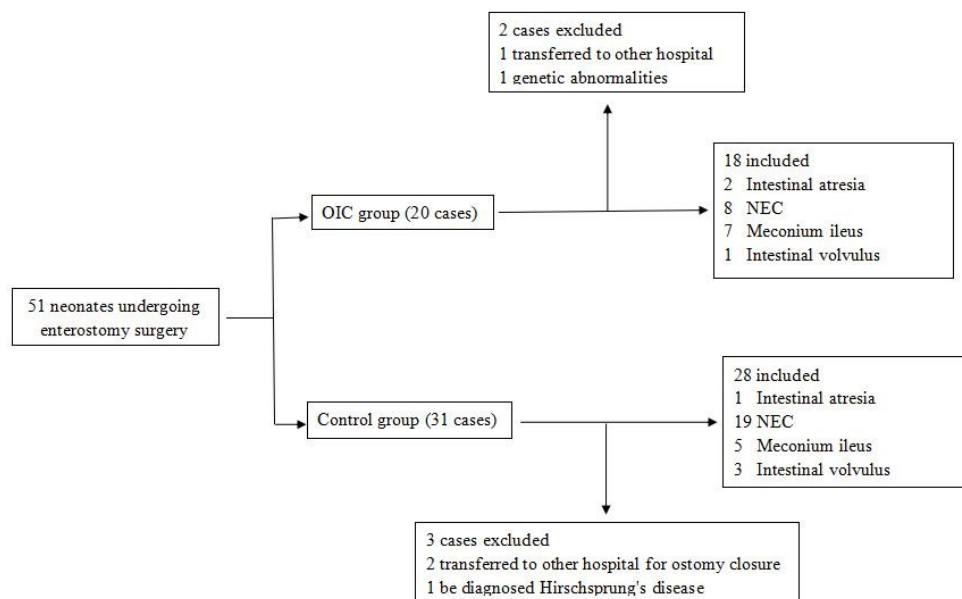 2 cases excluded
1 transferred to other hospital
1 genetic abnormalities
18 included
2 Intestinal atresia
8 NEC
7 Meconium ileus
1 Intestinal volvulus
OIC group (20 cases)
51 neonates undergoing
enterostomy surgery
Control group (31 cases)
28 included
1 Intestinal atresia
19 NEC
5 Meconium ileus
3 Intestinal volvulus
3 cases excluded
2 transferred to other hospital for ostomy closure
1 be diagnosed Hirschsprung's disease